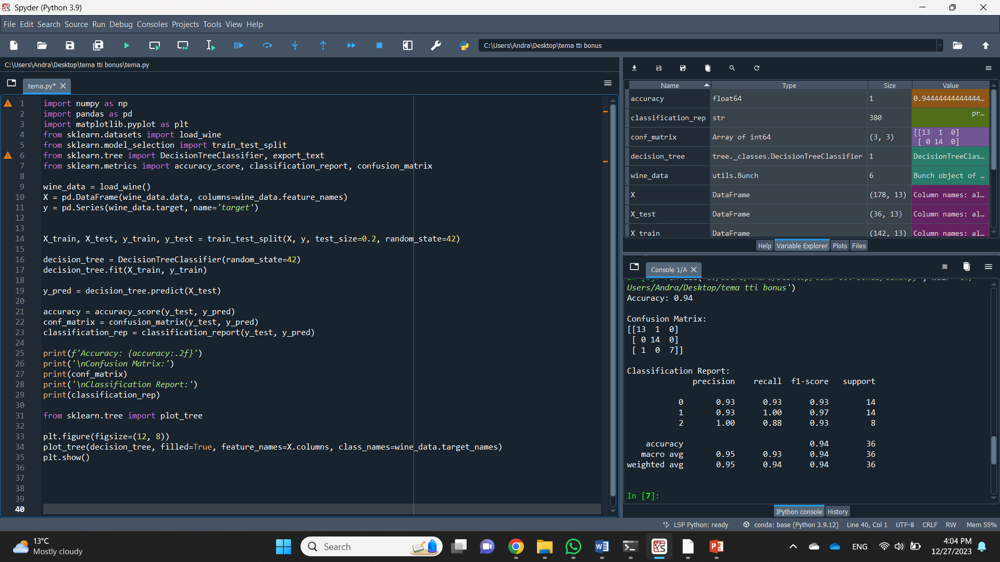 Spyder (Python 3.9)
File Edit Search Source Run Debug Consoles Projects Tools View Help
C:\Users\Andra\Desktop\tema tti bonus
C:\Users\Andra\Desktop\tema tti bonus\tema.py
tema.py*
1 import numpy as np
2 import pandas as pd
3 import matplotlib.pyplot as plt
4 from sklearn.datasets import load_wine
5 from sklearn.model_selection import train_test_split
6 from sklearn.tree import DecisionTreeClassifier, export_text
7 from sklearn.metrics import accuracy_score, classification_report, confusion_matrix
8
9 wine_data = load_wine()
10 X = pd.DataFrame(wine_data.data, columns=wine_data.feature_names)
11 y = pd.Series(wine_data.target, name='target')
12
13
14 X_train, X_test, y_train, y_test = train_test_split(X, y, test_size=0.2, random_state=42)
15
16 decision_tree = DecisionTreeClassifier(random_state=42)
17 decision_tree.fit(X_train, y_train)
18
19 y_pred = decision_tree.predict(X_test)
20
21 accuracy = accuracy_score(y_test, y_pred)
22 conf_matrix = confusion_matrix(y_test, y_pred)
23 classification_rep = classification_report(y_test, y_pred)
24
25 print(f'Accuracy: {accuracy:.2f}')
26 print('\nConfusion Matrix:')
27 print(conf_matrix)
28 print('\nClassification Report:')
29 print(classification_rep)
30
31 from sklearn.tree import plot_tree
32
33 plt.figure(figsize=(12, 8))
34 plot_tree(decision_tree, filled=True, feature_names=X.columns, class_names=wine_data.target_names)
35 plt.show()
36
37
38
39
40
Name Type Size Value
accuracy float64 1 0.94444444444444…
classification_rep str 380 pr…
conf_matrix Array of int64 (3, 3) [[13 1 0]
[ 0 14 0]
decision_tree tree._classes.DecisionTreeClassifier 1 DecisionTreeClas…
wine_data utils.Bunch 6 Bunch object of …
X DataFrame (178, 13) Column names: al…
X_test DataFrame (36, 13) Column names: al…
X_train DataFrame (142, 13) Column names: al…
Help Variable Explorer Plots Files
Console 1/A
Users/Andra/Desktop/tema tti bonus')
Accuracy: 0.94
Confusion Matrix:
[[13 1 0]
[ 0 14 0]
[ 1 0 7]]
Classification Report:
precision recall f1-score support
0 0.93 0.93 0.93 14
1 0.93 1.00 0.97 14
2 1.00 0.88 0.93 8
accuracy 0.94 36
macro avg 0.95 0.93 0.94 36
weighted avg 0.95 0.94 0.94 36
In [7]:
IPython console History
LSP Python: ready conda: base (Python 3.9.12) Line 40, Col 1 UTF-8 CRLF RW Mem 55%
13°C
Mostly cloudy
Search
ENG
4:04 PM
12/27/2023